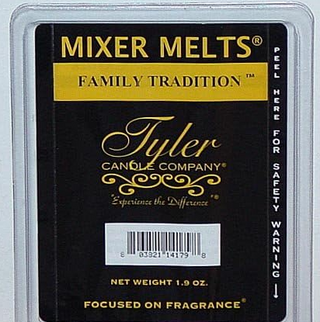 MIXER MELTS®
FAMILY TRADITION™
Tyler
CANDLE COMPANY®
"Experience the Difference"®
8 03821 14179 8
NET WEIGHT 1.9 OZ.
FOCUSED ON FRAGRANCE®
PEEL HERE FOR SAFETY WARNING